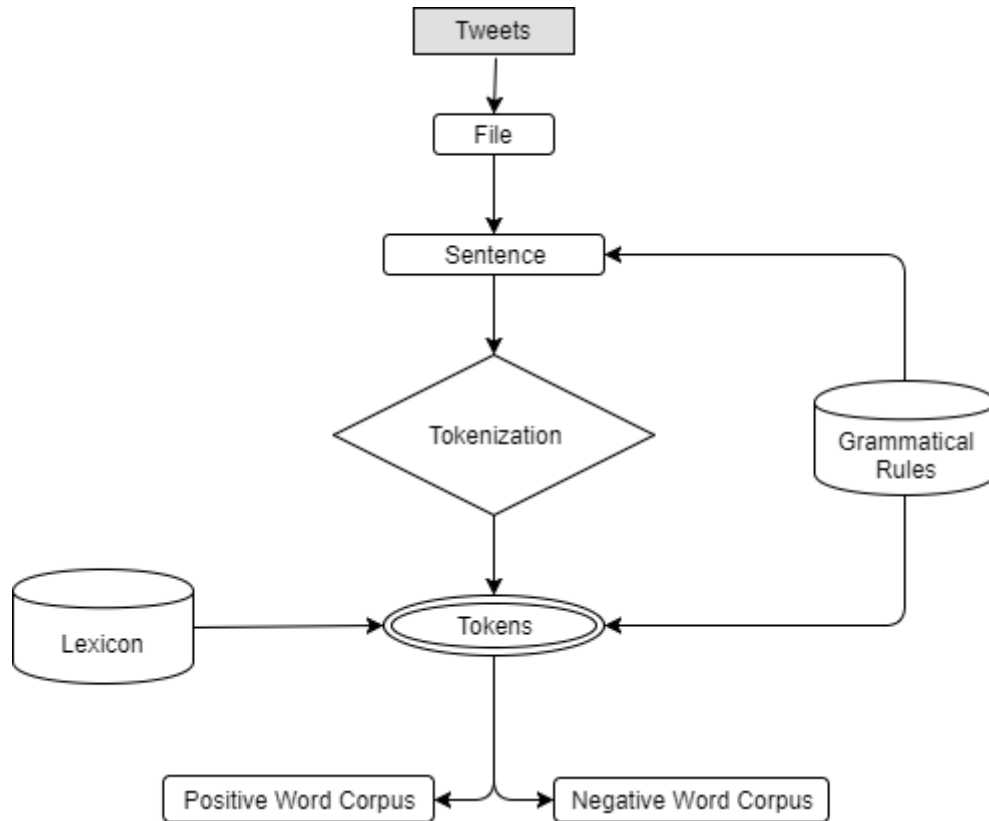 Tweets
File
Sentence
Tokenization
Grammatical
Rules
Lexicon
Tokens
Positive Word Corpus
Negative Word Corpus